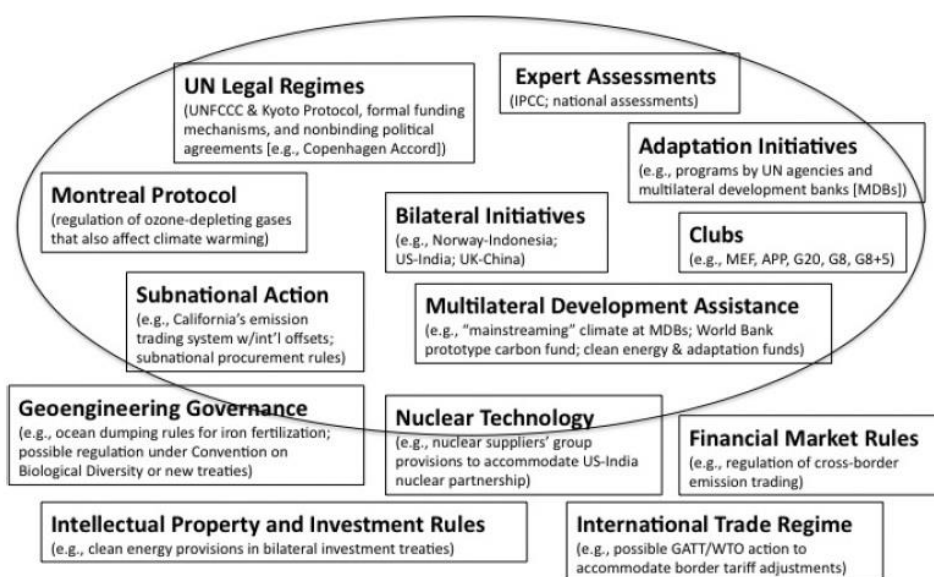 UN Legal Regimes
(UNFCCC & Kyoto Protocol, formal funding
mechanisms, and nonbinding political
agreements [e.g., Copenhagen Accord])
Expert Assessments
(IPCC; national assessments)
Adaptation Initiatives
(e.g., programs by UN agencies and
multilateral development banks [MDBs])
Montreal Protocol
(regulation of ozone-depleting gases
that also affect climate warming)
Bilateral Initiatives
(e.g., Norway-Indonesia;
US-India; UK-China)
Clubs
(e.g., MEF, APP, G20, G8, G8+5)
Subnational Action
(e.g., California's emission
trading system w/int'l offsets;
subnational procurement rules)
Multilateral Development Assistance
(e.g., “mainstreaming” climate at MDBs; World Bank
prototype carbon fund; clean energy & adaptation funds)
Geoengineering Governance
(e.g., ocean dumping rules for iron fertilization;
possible regulation under Convention on
Biological Diversity or new treaties)
Nuclear Technology
(e.g., nuclear suppliers' group
provisions to accommodate US-India
nuclear partnership)
Financial Market Rules
(e.g., regulation of cross-border
emission trading)
Intellectual Property and Investment Rules
(e.g., clean energy provisions in bilateral investment treaties)
International Trade Regime
(e.g., possible GATT/WTO action to
accommodate border tariff adjustments)